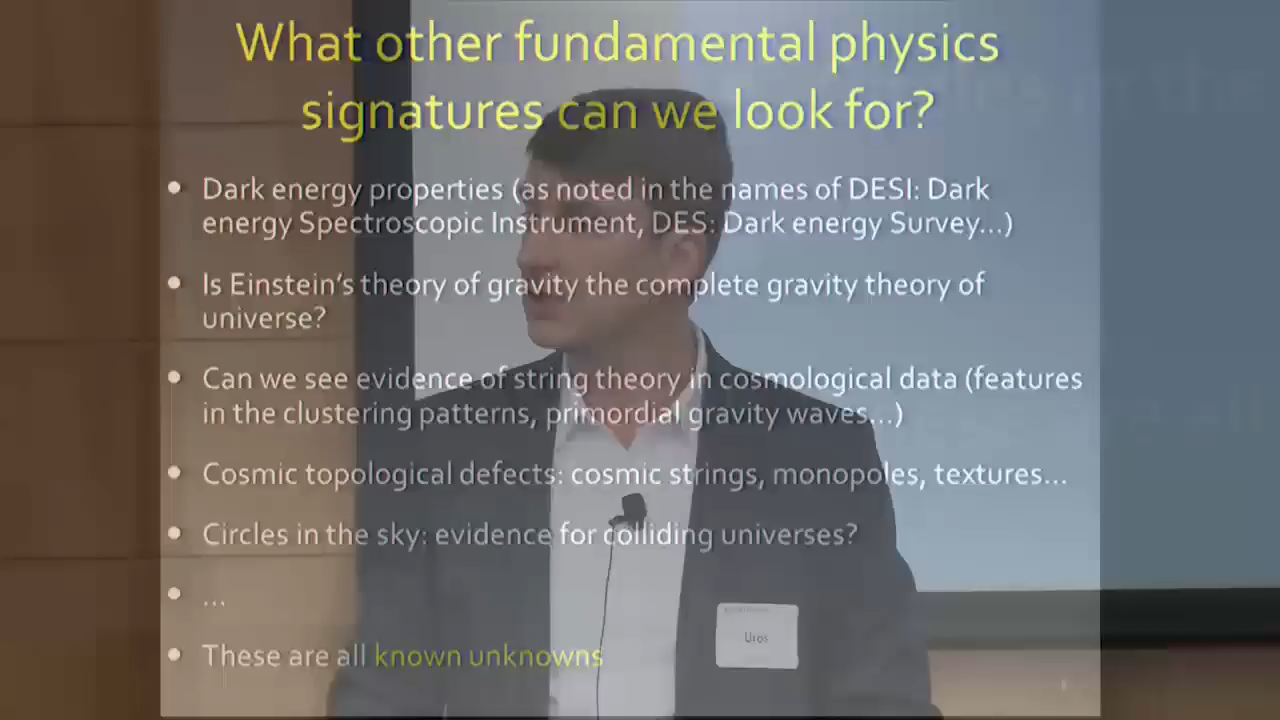 What other fundamental physics
signatures can we look for?
• Dark energy properties (as noted in the names of DESI: Dark
energy Spectroscopic Instrument, DES: Dark energy Survey…)
• Is Einstein's theory of gravity the complete gravity theory of
universe?
• Can we see evidence of string theory in cosmological data (features
in the clustering patterns, primordial gravity waves…)
• Cosmic topological defects: cosmic strings, monopoles, textures…
• Circles in the sky: evidence for colliding universes?
• …
• These are all known unknowns
Uros